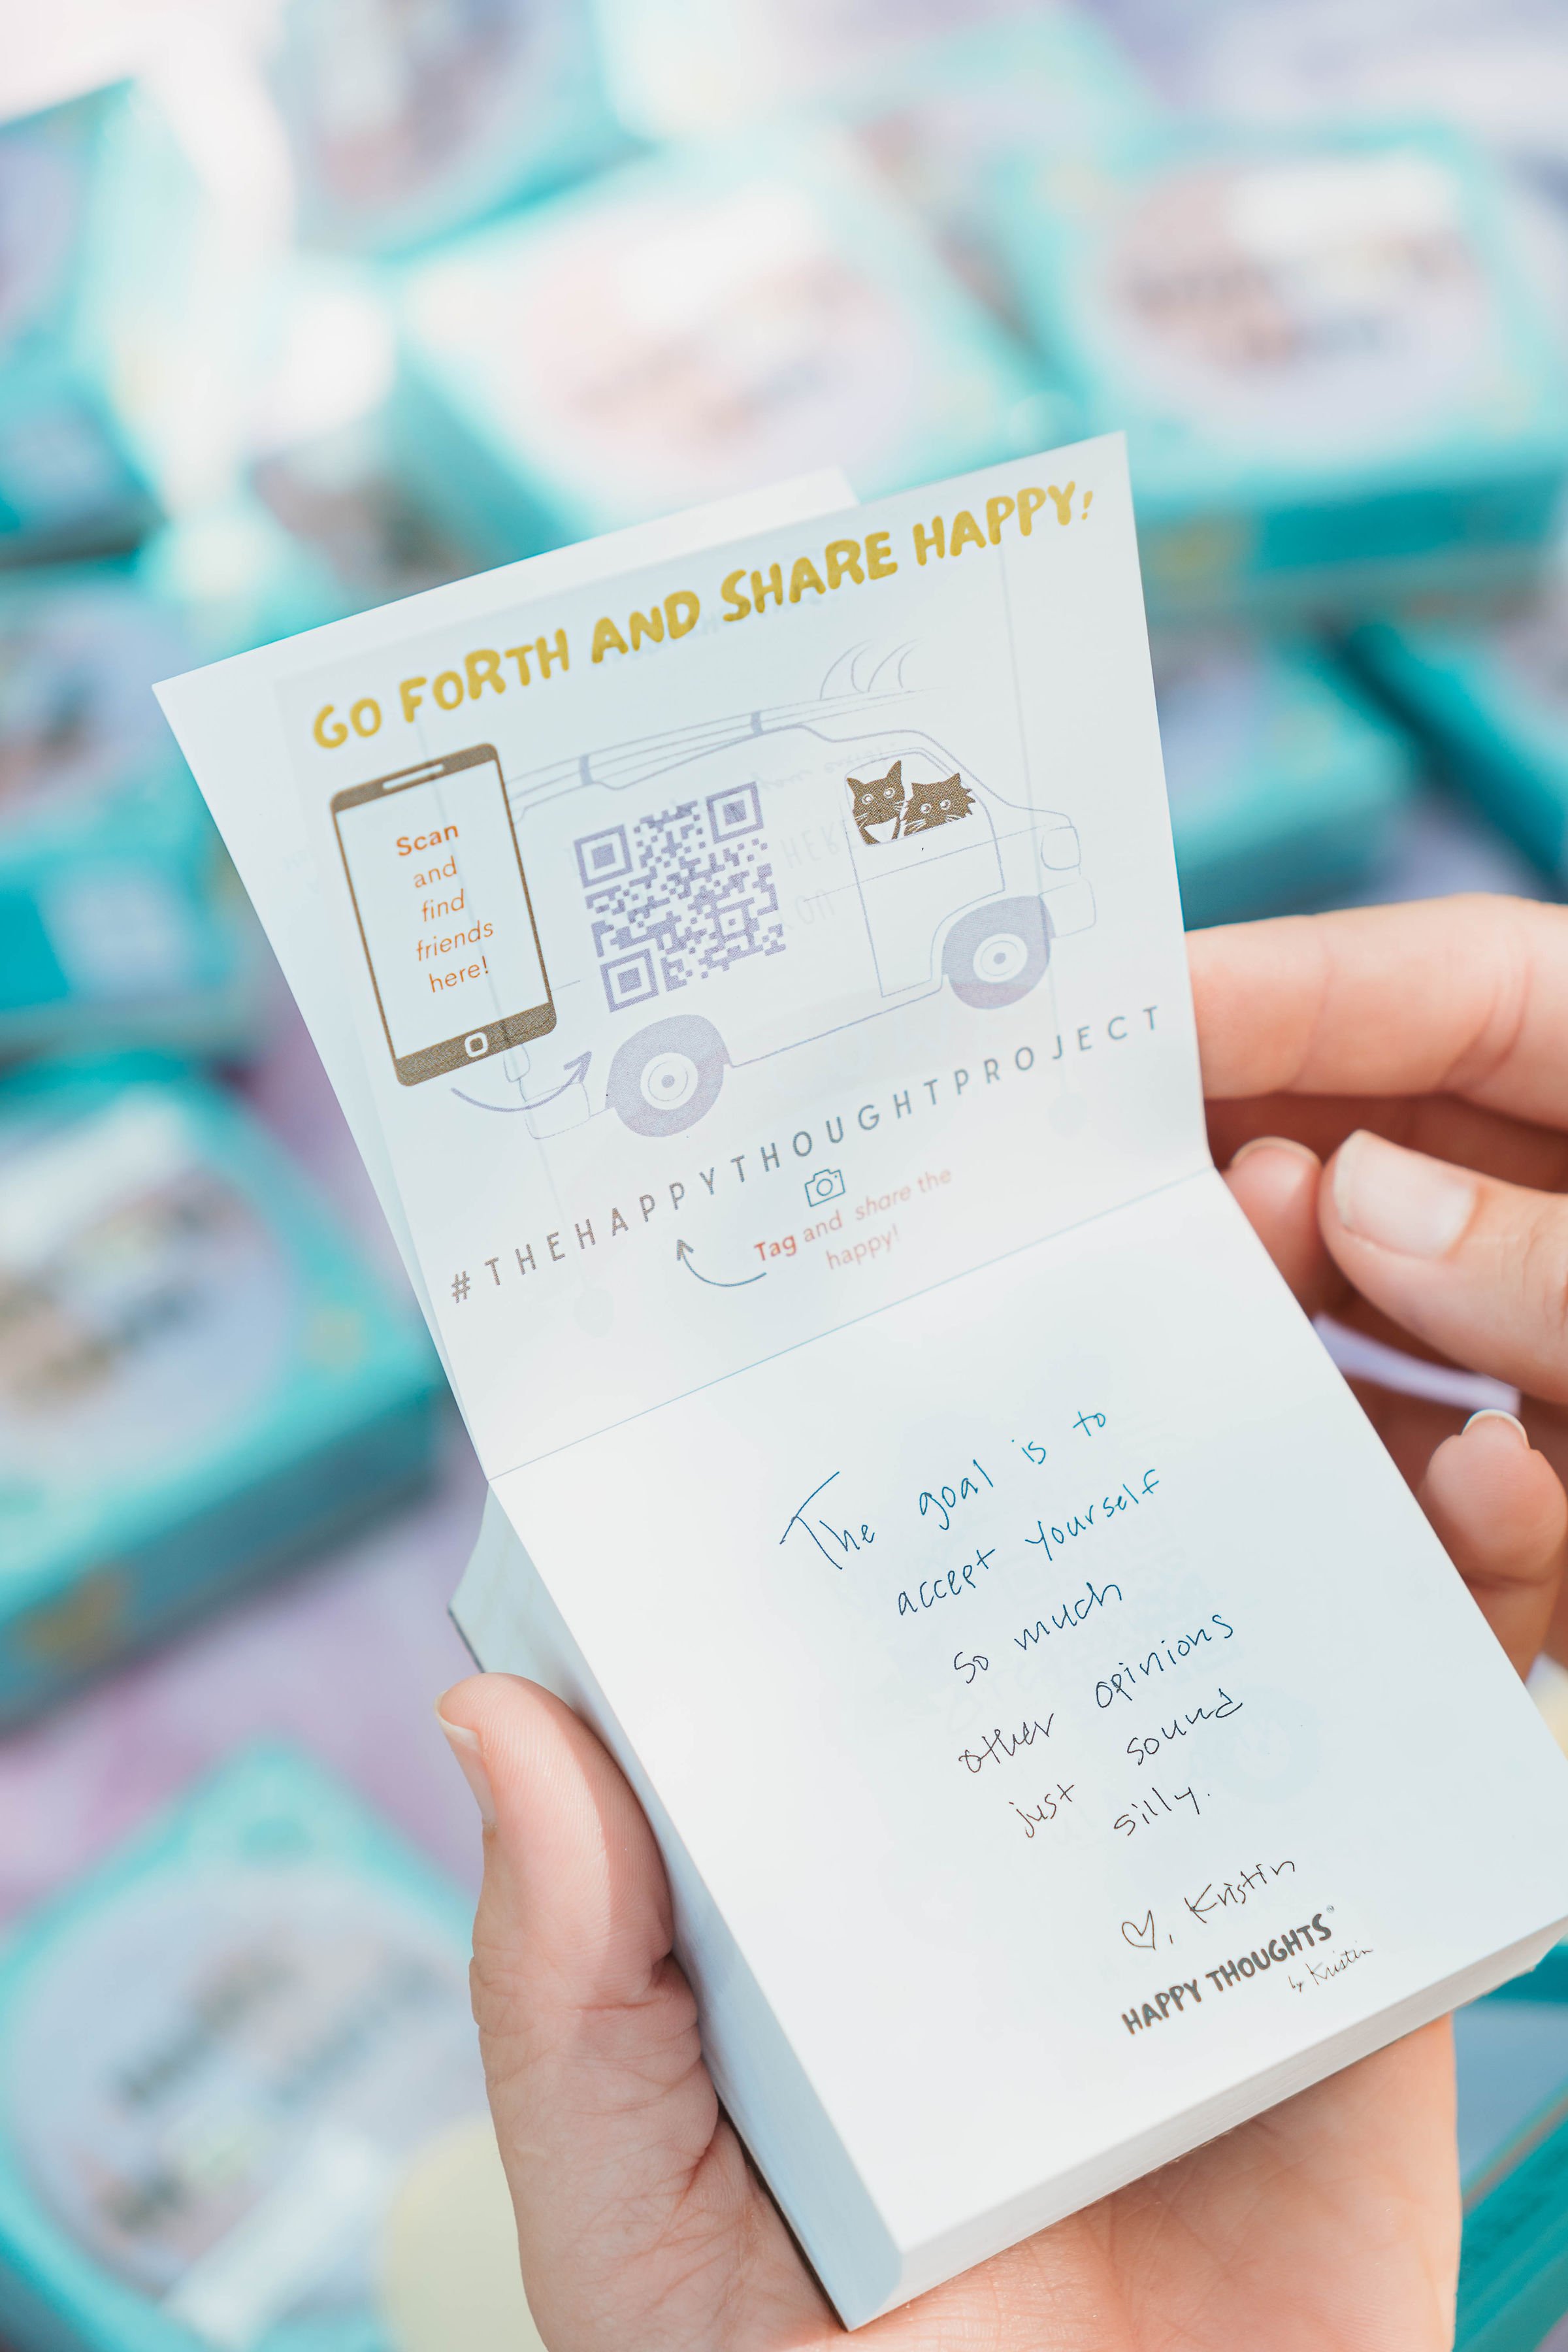 GO FORTH AND SHARE HAPPY!
Scan
and
find
friends
here!
#THEHAPPYTHOUGHTPROJECT
Tag and share the
happy!
The goal is to
accept yourself
so much
other opinions
just sound
silly.
♡, Kristin
HAPPY THOUGHTS®
by Kristin